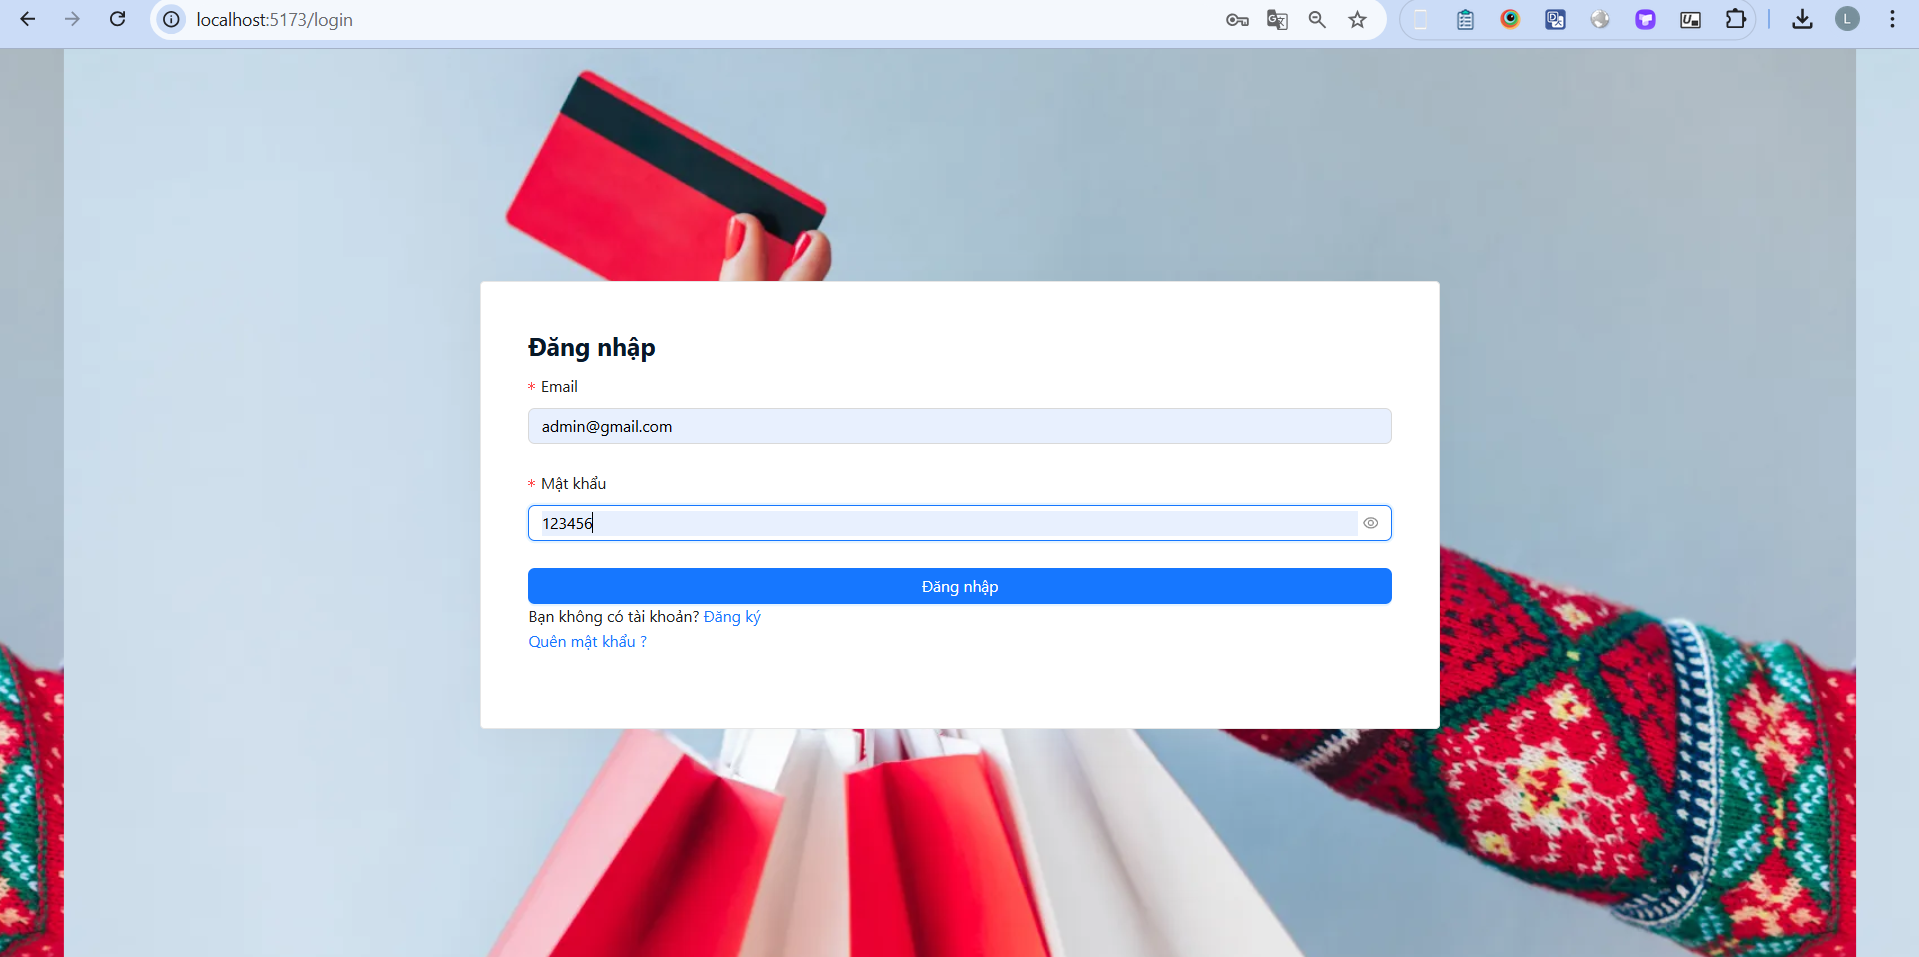 localhost:5173/login
L
Đăng nhập
* Email
admin@gmail.com
* Mật khẩu
123456
Đăng nhập
Bạn không có tài khoản? Đăng ký
Quên mật khẩu ?